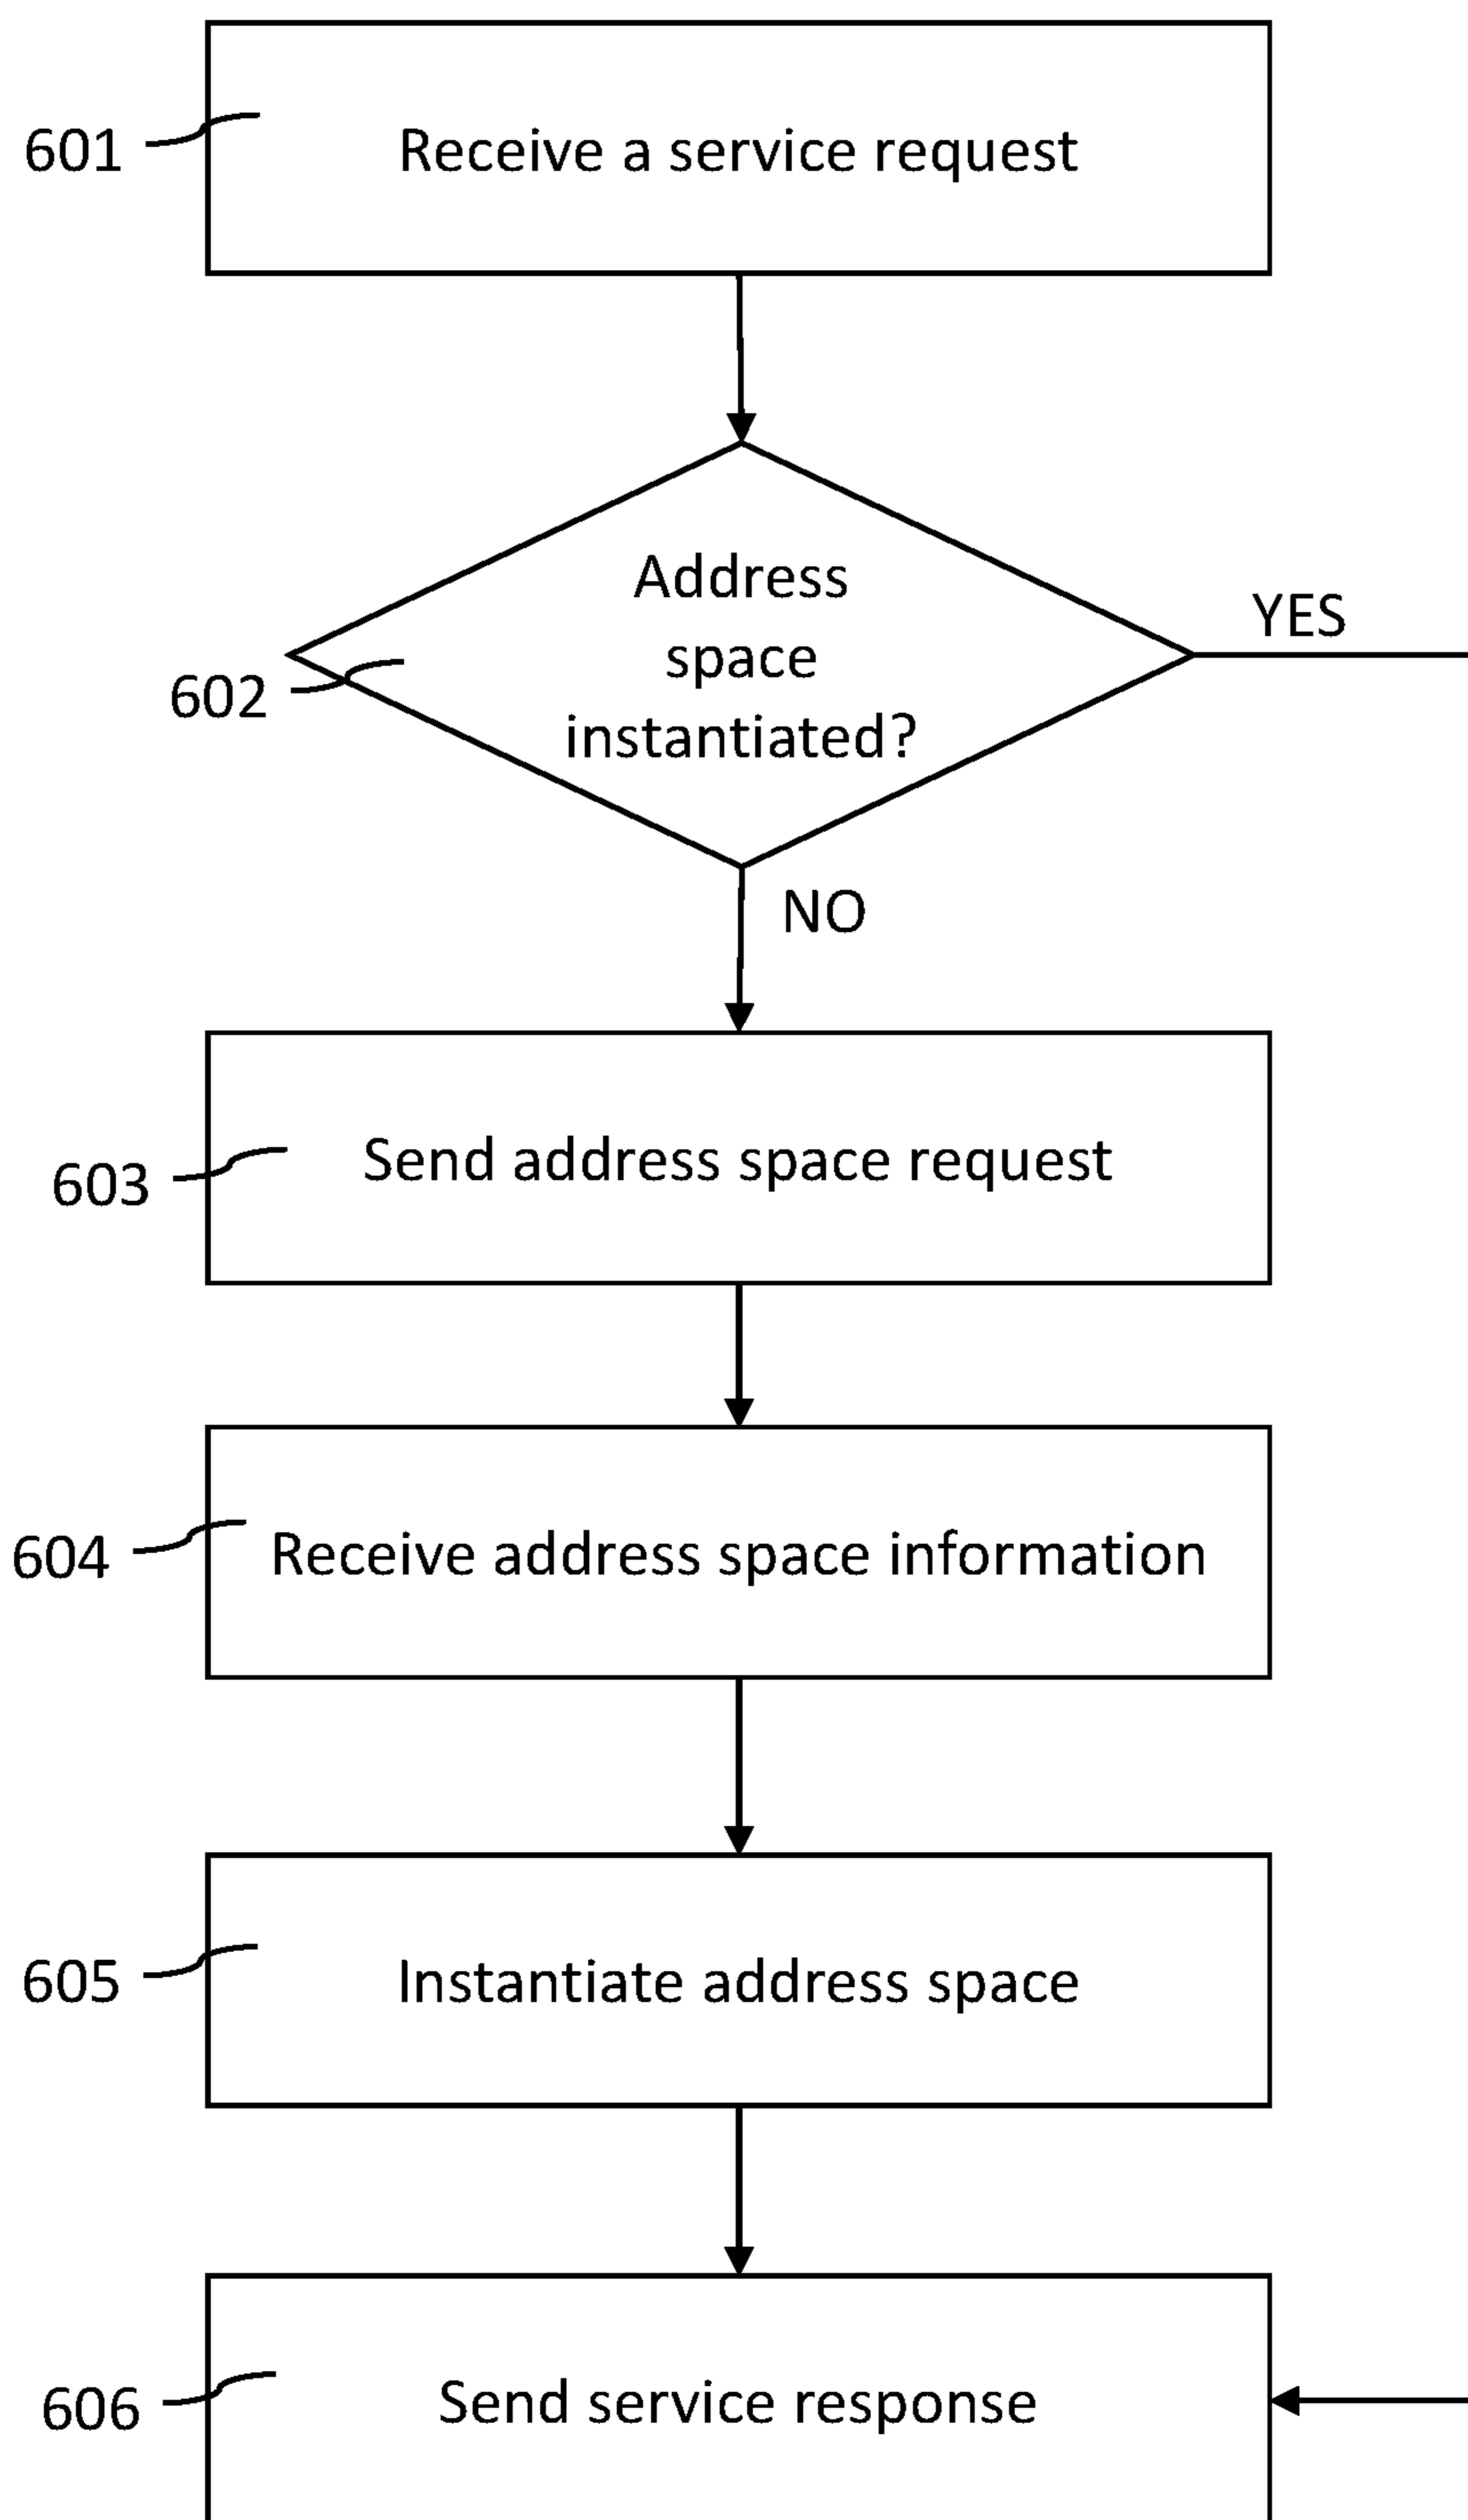 601
Receive a service request
Address
space
instantiated?
YES
602
NO
603
Send address space request
604
Receive address space information
605
Instantiate address space
606
Send service response